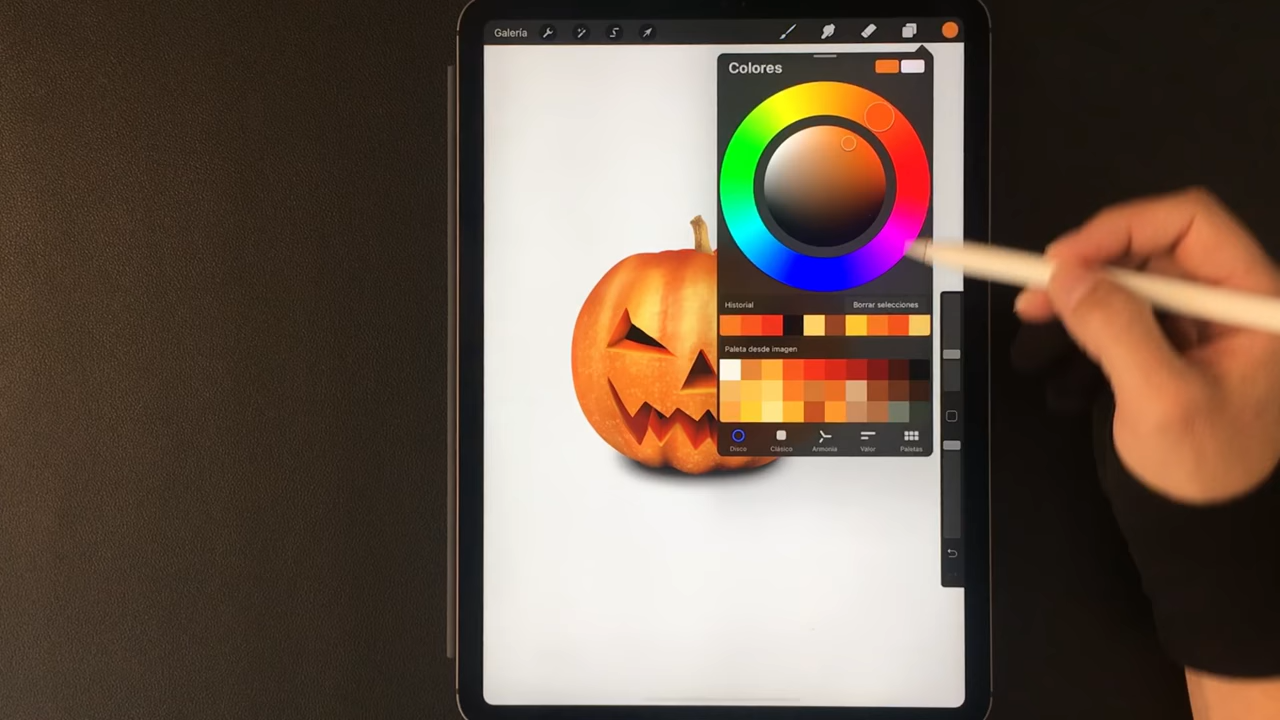 Galería
Colores
Historial
Borrar selecciones
Paleta desde imagen
Disco
Clásico
Armonía
Valor
Paletas